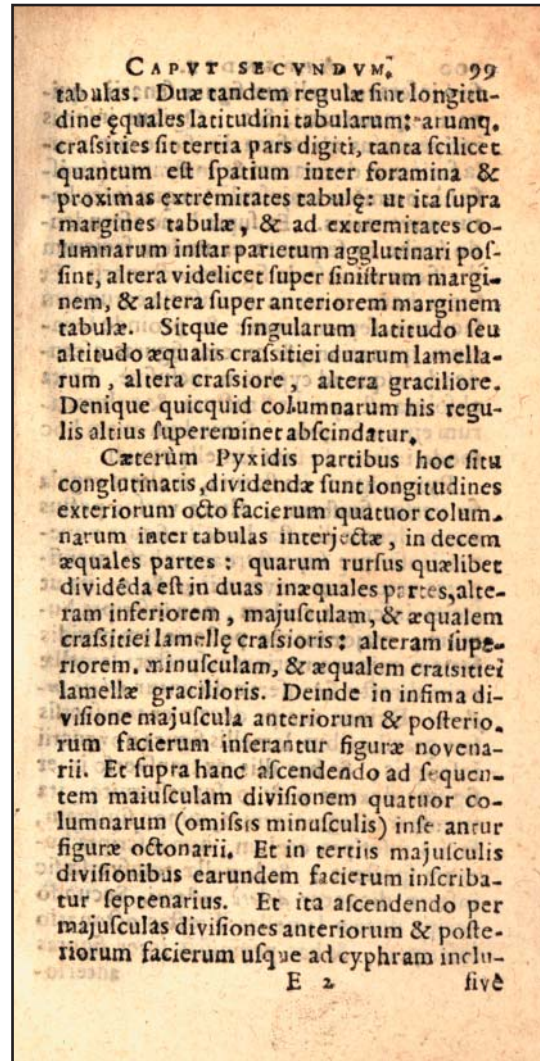 CAPVT SECVNDVM. 99
tabulas. Duæ tandem regulæ sint longitu-
dine ęquales latitudini tabularum: arumq.
crassities sit tertia pars digiti, tanta scilicet
quantum est spatium inter foramina &
proximas extremitates tabulę: ut ita supra
margines tabulæ, & ad extremitates co-
lumnarum instar parietum agglutinari pos-
sint, altera videlicet super sinistrum margi-
nem, & altera super anteriorem marginem
tabulæ. Sitque singularum latitudo seu
altitudo æqualis crassitiei duarum lamella-
rum, altera crassiore, altera graciliore.
Denique quicquid columnarum his regu-
lis altius supereminet abscindatur.
Cæterùm Pyxidis partibus hoc situ
conglutinatis, dividendæ sunt longitudines
exteriorum octo facierum quatuor colum-
narum inter tabulas interjectæ, in decem
æquales partes: quarum rursus quælibet
dividêda est in duas inæquales partes, alte-
ram inferiorem, majusculam, & æqualem
crassitiei lamellę crassioris: alteram supe-
riorem, minusculam, & æqualem crassitiei
lamellæ gracilioris. Deinde in infima di-
visione majuscula anteriorum & posterio-
rum facierum inserantur figuræ novena-
rii. Et supra hanc ascendendo ad sequen-
tem maiusculam divisionem quatuor co-
lumnarum (omissis minusculis) inse antur
figuræ octonarii. Et in tertiis majusculis
divisionibus earundem facierum inscriba-
tur septenarius. Et ita ascendendo per
majusculas divisiones anteriorum & poste-
riorum facierum usque ad cyphram inclu-
E 2 sivè